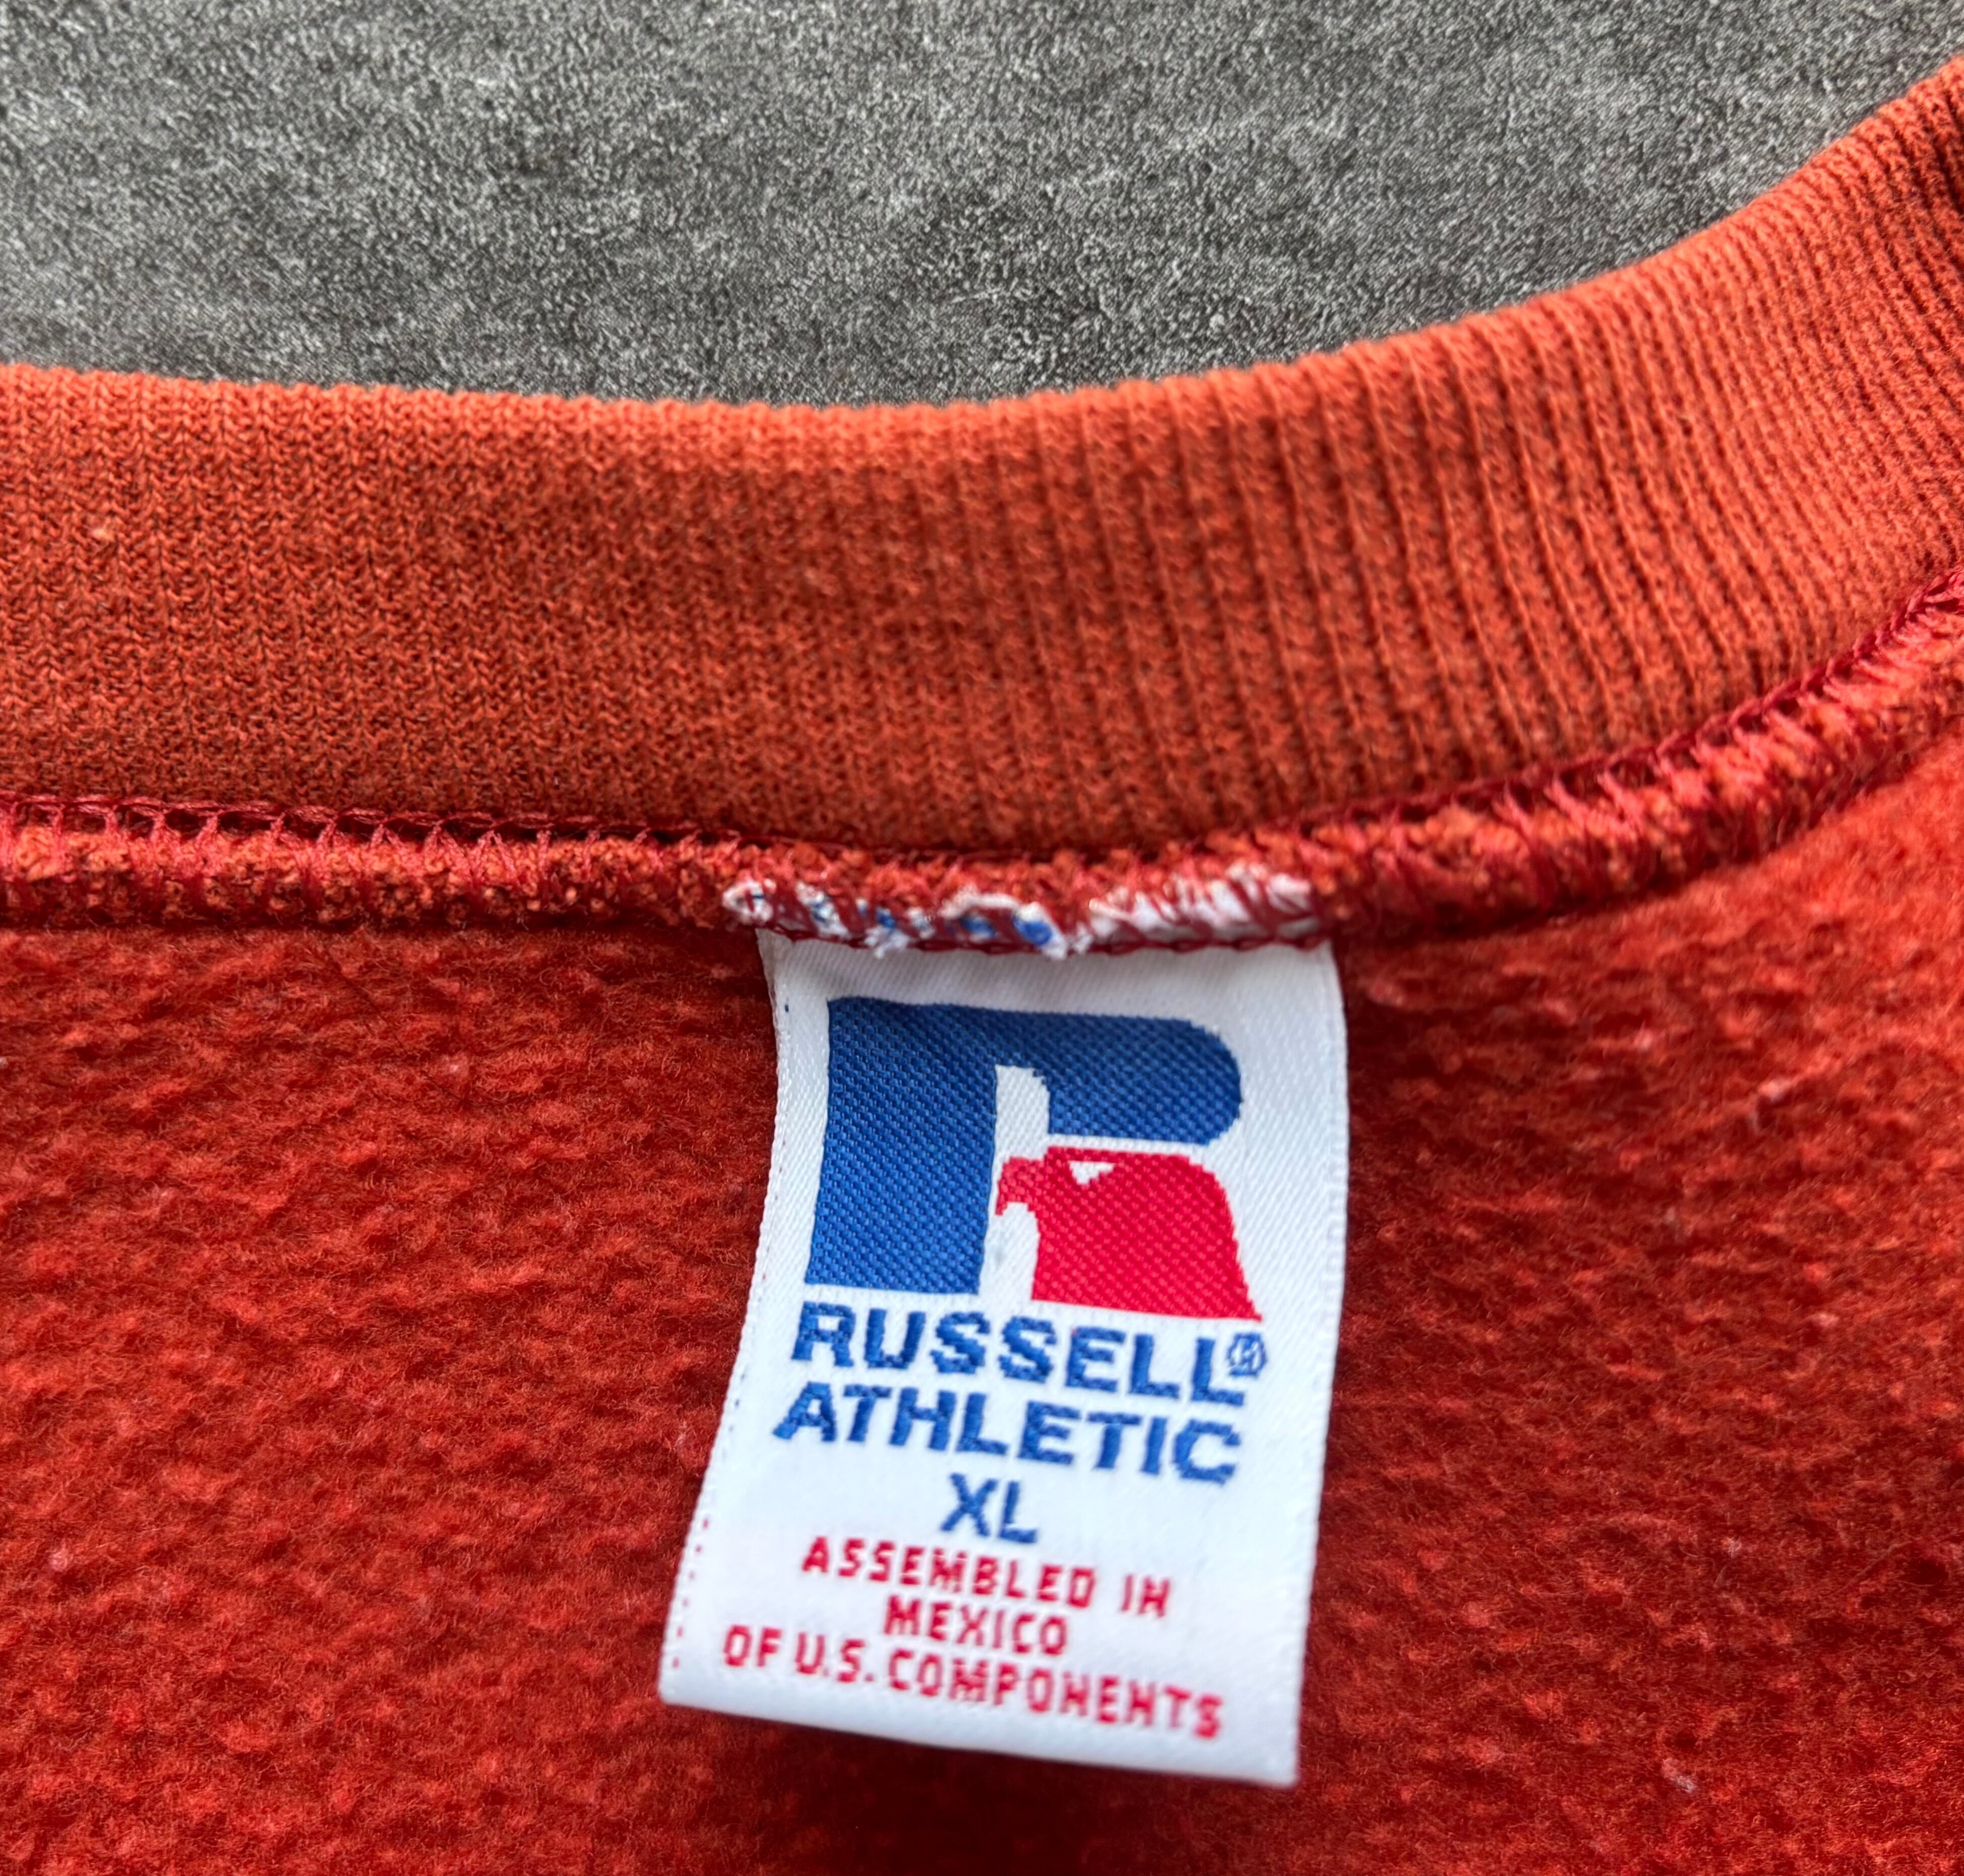 RUSSELL®
ATHLETIC
XL
ASSEMBLED IN
MEXICO
OF U.S. COMPONENTS